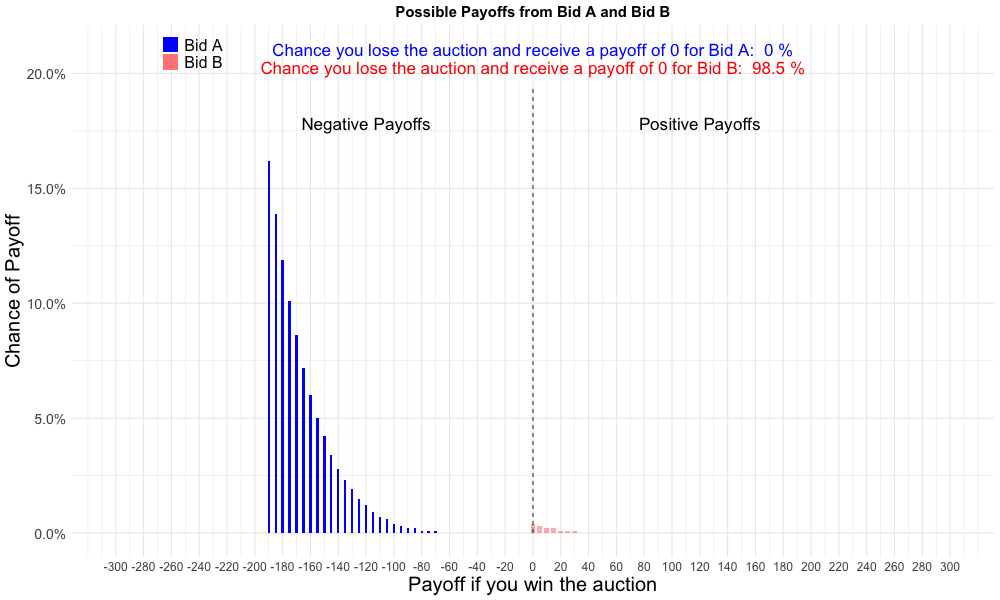 Possible Payoffs from Bid A and Bid B
Bid A
Bid B
Chance you lose the auction and receive a payoff of 0 for Bid A:  0 %
Chance you lose the auction and receive a payoff of 0 for Bid B:  98.5 %
Negative Payoffs
Positive Payoffs
Chance of Payoff
20.0%
15.0%
10.0%
5.0%
0.0%
-300 -280 -260 -240 -220 -200 -180 -160 -140 -120 -100 -80 -60 -40 -20 0 20 40 60 80 100 120 140 160 180 200 220 240 260 280 300
Payoff if you win the auction